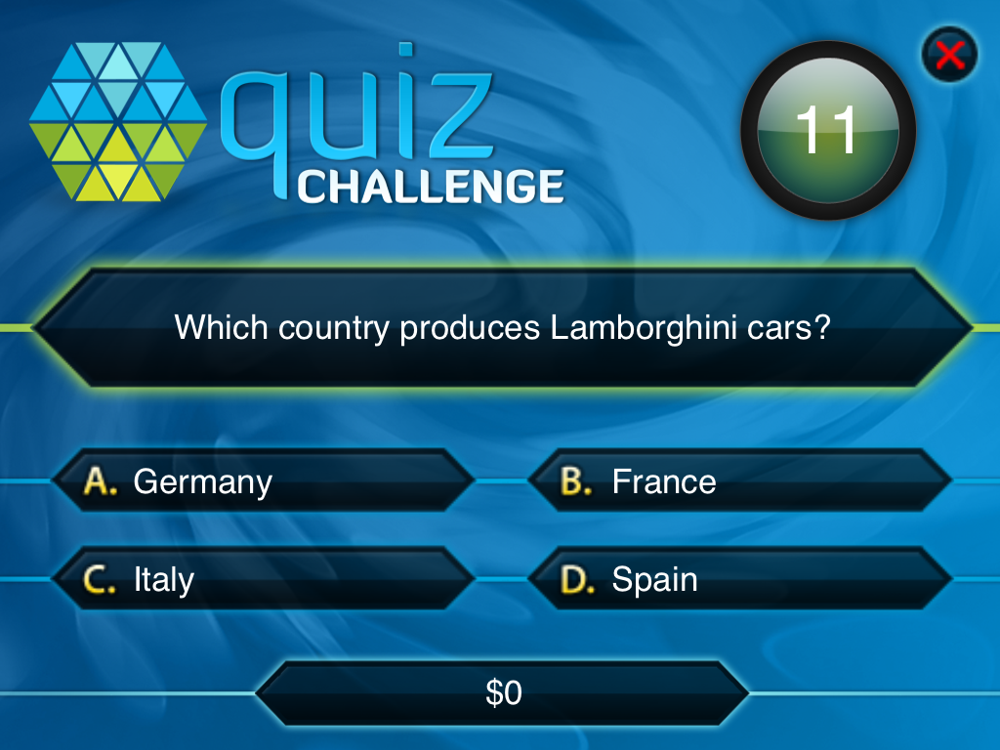 quiz
CHALLENGE
11
Which country produces Lamborghini cars?
A. Germany
B. France
C. Italy
D. Spain
$0